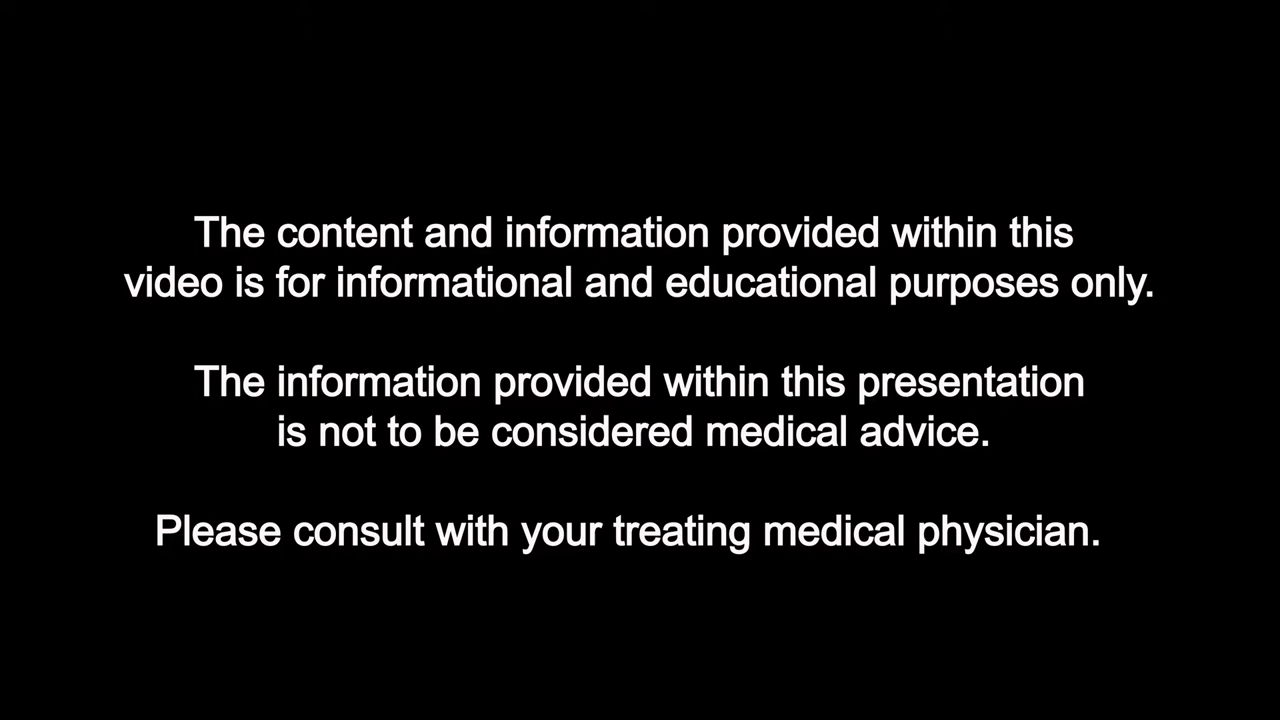 The content and information provided within this
video is for informational and educational purposes only.
The information provided within this presentation
is not to be considered medical advice.
Please consult with your treating medical physician.